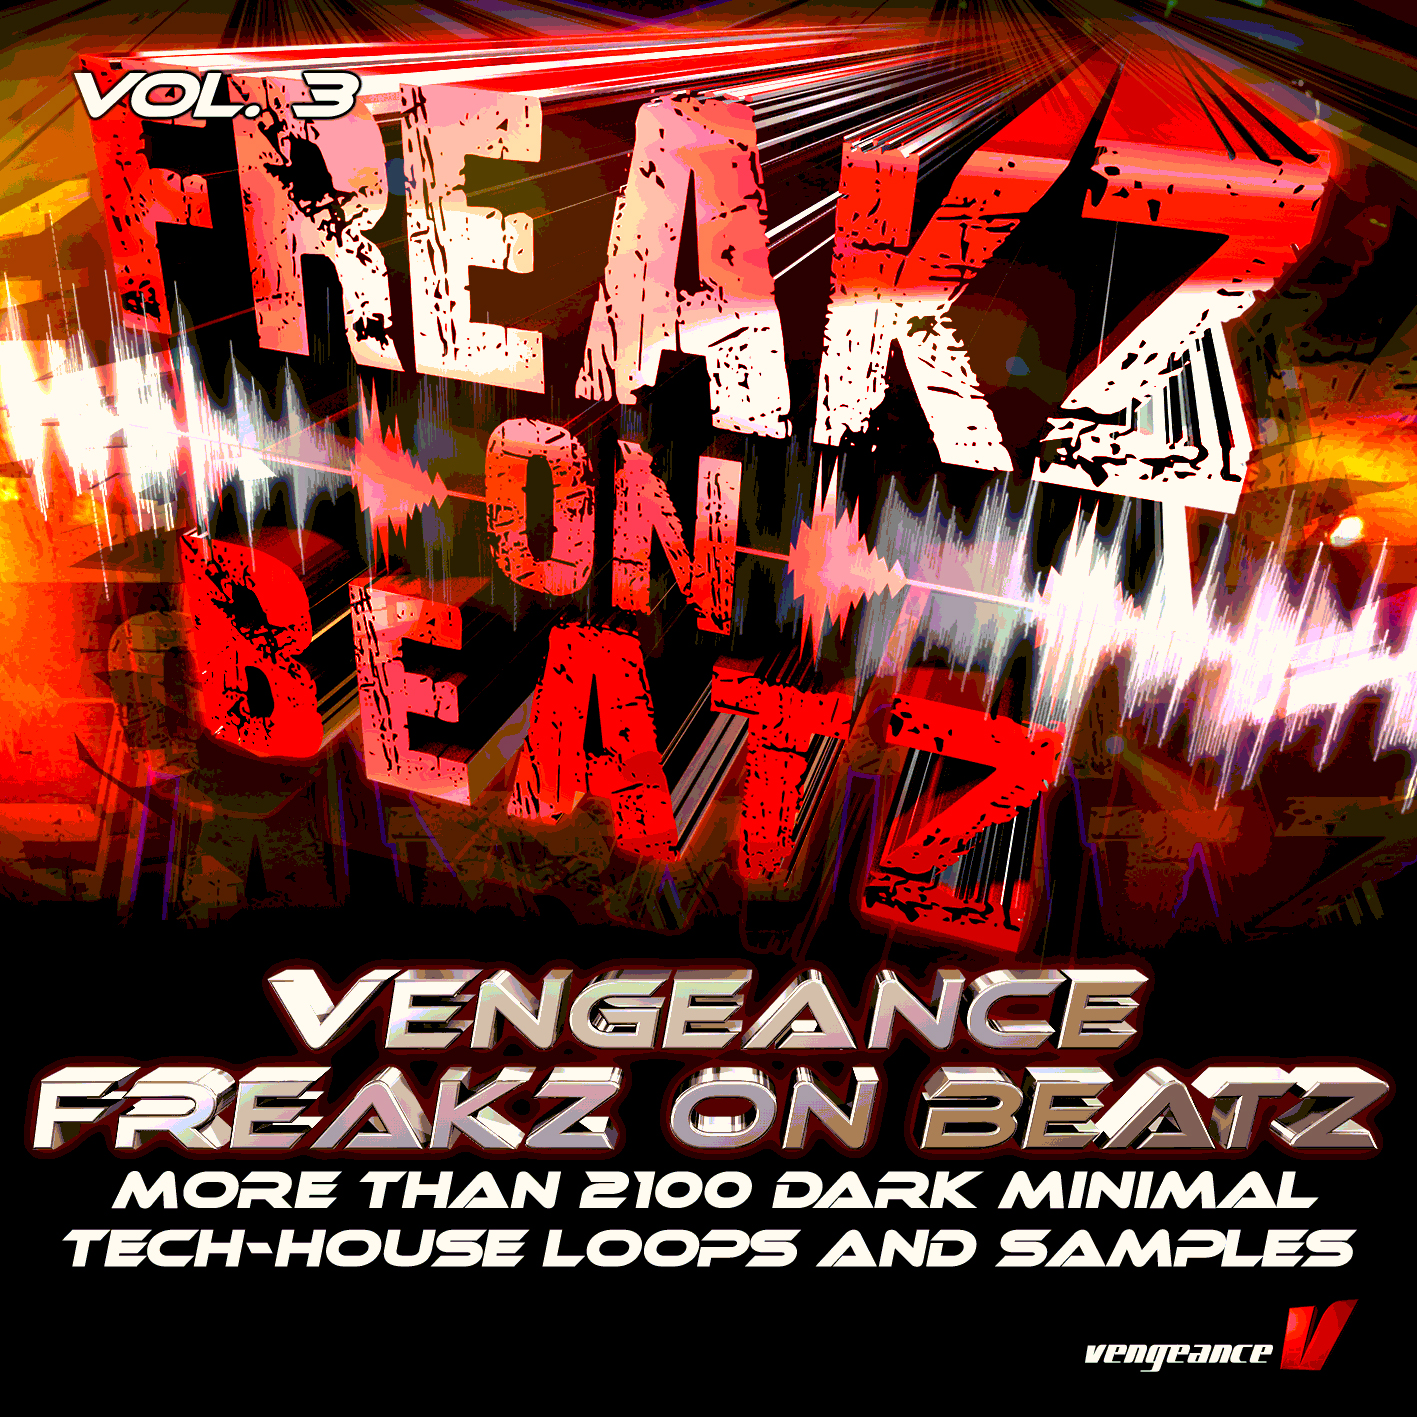 VOL. 3
FREAKZ
ON
BEATZ
VENGEANCE
FREAKZ ON BEATZ
MORE THAN 2100 DARK MINIMAL
TECH-HOUSE LOOPS AND SAMPLES
vengeance V